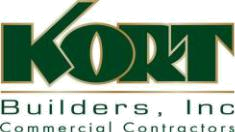 KORT
Builders, Inc
Commercial Contractors